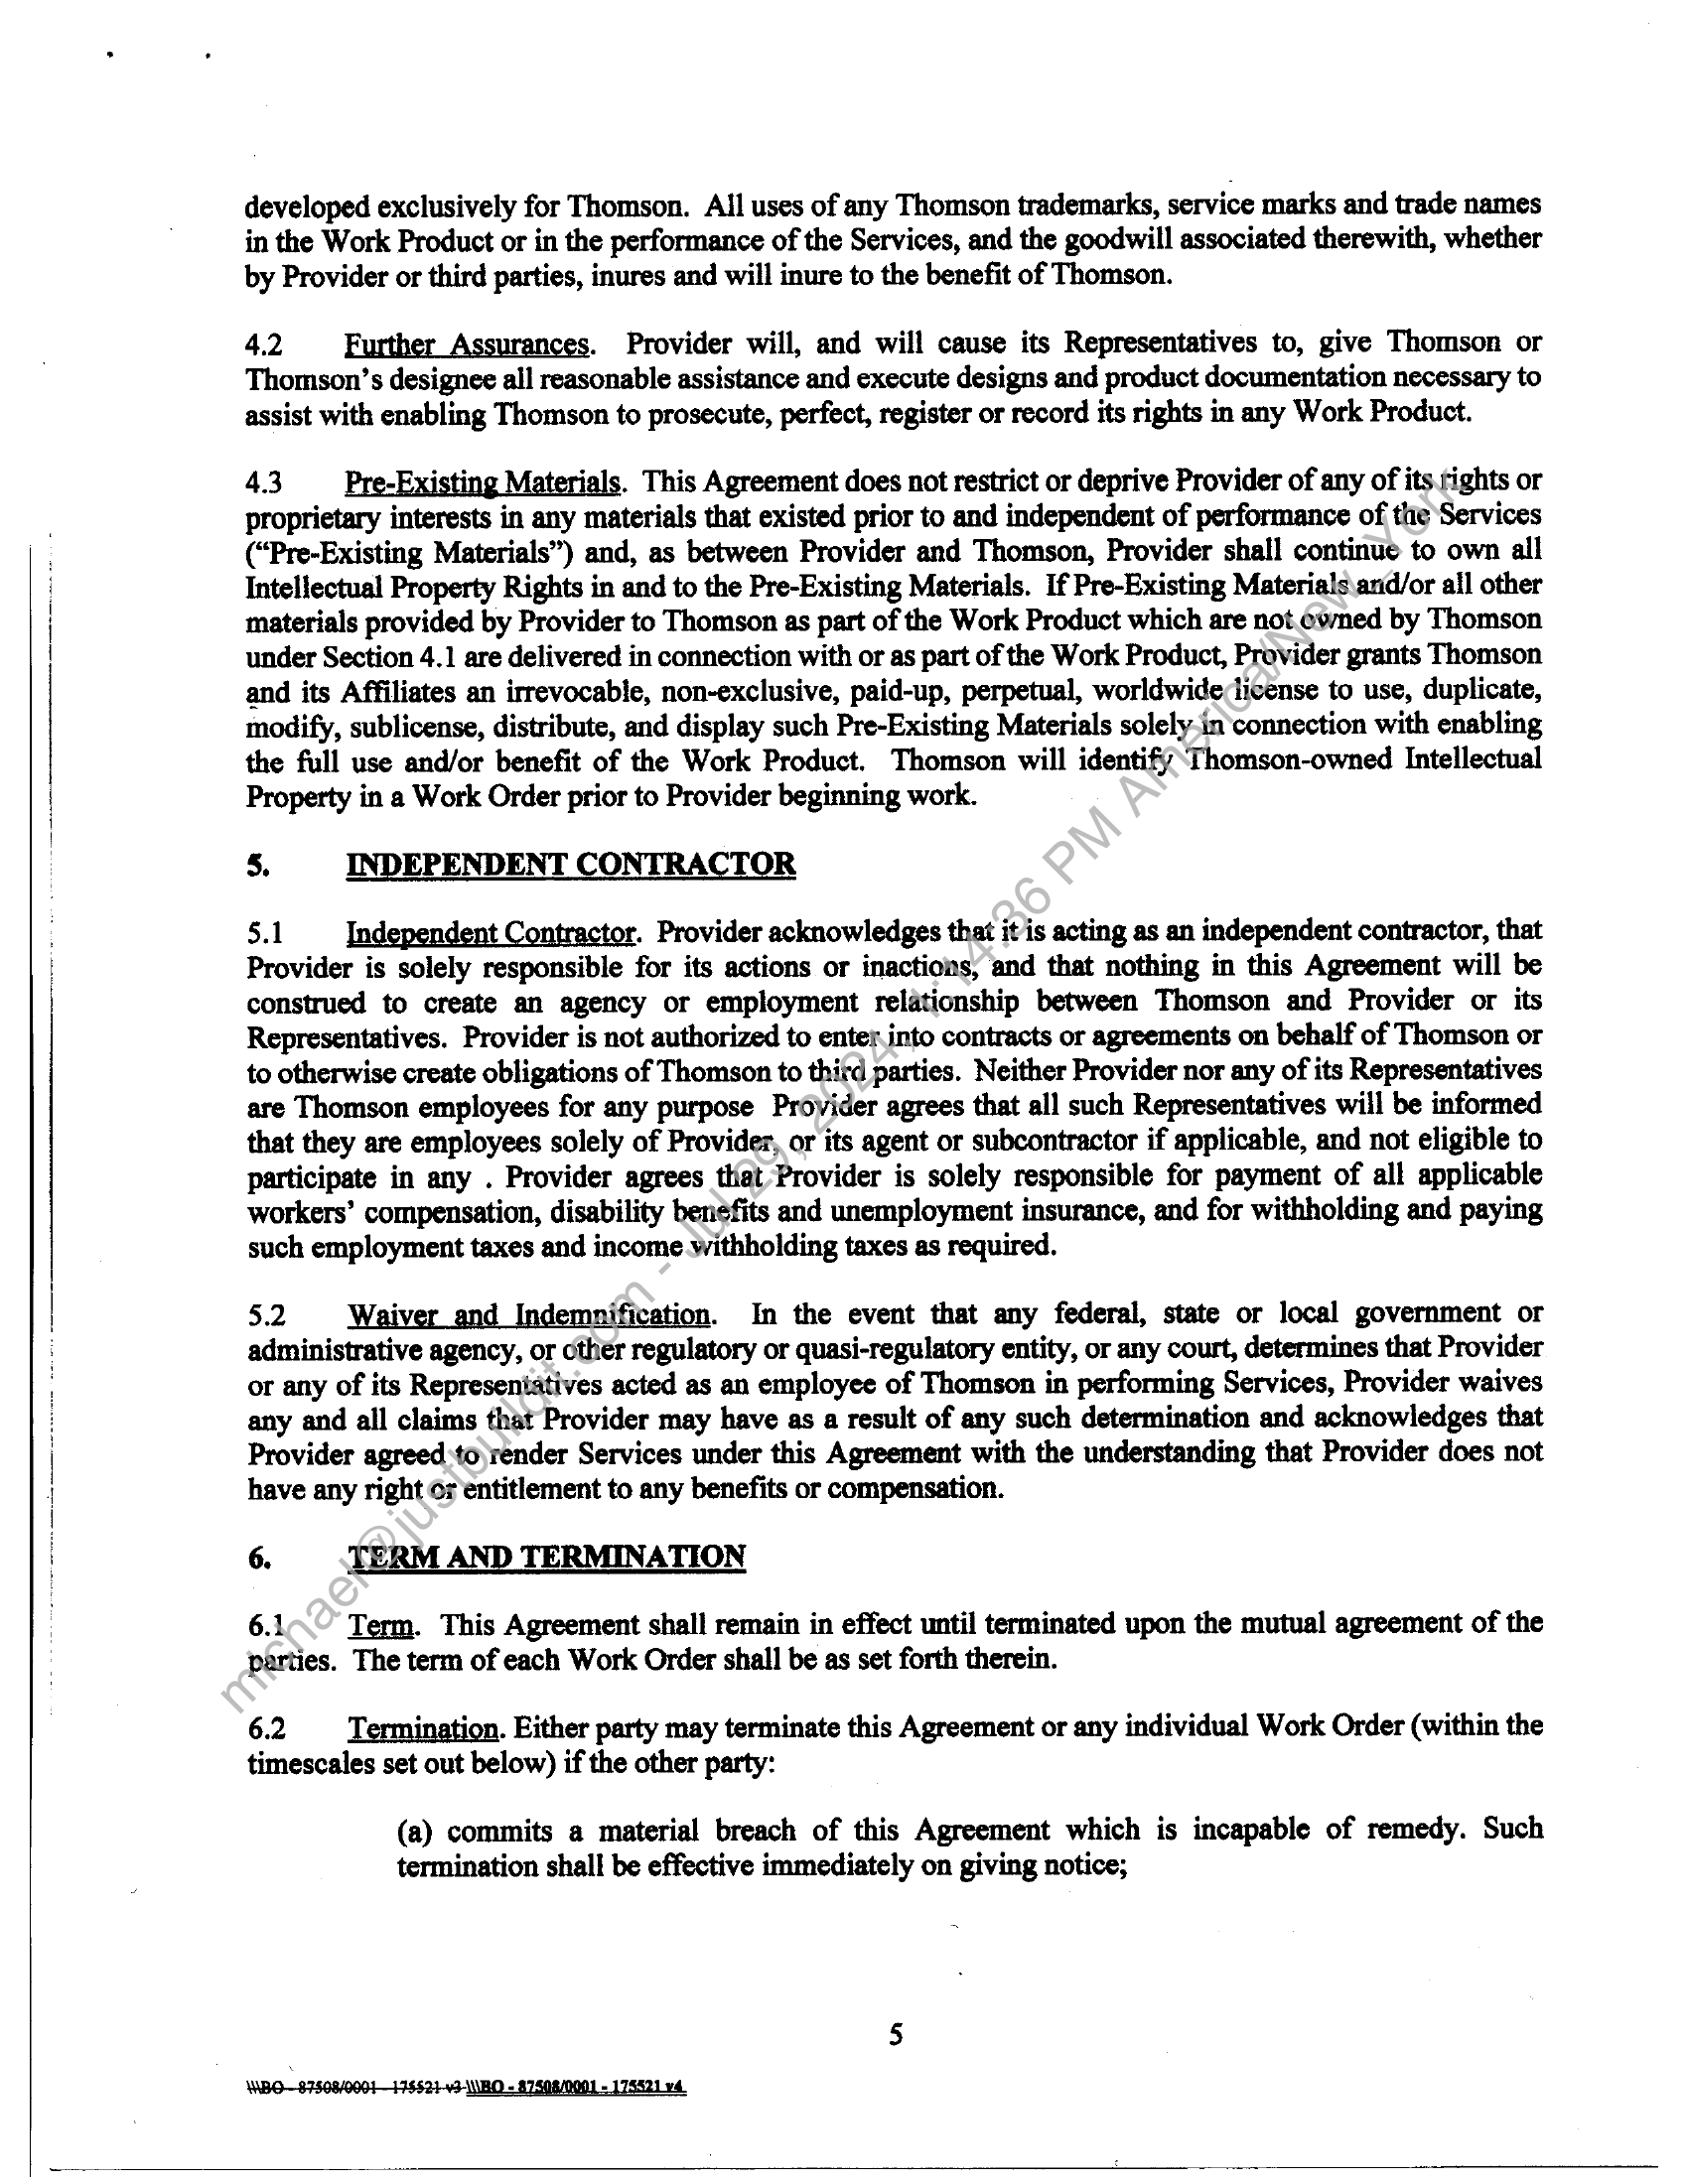 developed exclusively for Thomson. All uses of any Thomson trademarks, service marks and trade names
in the Work Product or in the performance of the Services, and the goodwill associated therewith, whether
by Provider or third parties, inures and will inure to the benefit of Thomson.
4.2 Further Assurances. Provider will, and will cause its Representatives to, give Thomson or
Thomson's designee all reasonable assistance and execute designs and product documentation necessary to
assist with enabling Thomson to prosecute, perfect, register or record its rights in any Work Product.
4.3 Pre-Existing Materials. This Agreement does not restrict or deprive Provider of any of its rights or
proprietary interests in any materials that existed prior to and independent of performance of the Services
("Pre-Existing Materials") and, as between Provider and Thomson, Provider shall continue to own all
Intellectual Property Rights in and to the Pre-Existing Materials. If Pre-Existing Materials and/or all other
materials provided by Provider to Thomson as part of the Work Product which are not owned by Thomson
under Section 4.1 are delivered in connection with or as part of the Work Product, Provider grants Thomson
and its Affiliates an irrevocable, non-exclusive, paid-up, perpetual, worldwide license to use, duplicate,
modify, sublicense, distribute, and display such Pre-Existing Materials solely in connection with enabling
the full use and/or benefit of the Work Product. Thomson will identify Thomson-owned Intellectual
Property in a Work Order prior to Provider beginning work.
5. INDEPENDENT CONTRACTOR
5.1 Independent Contractor. Provider acknowledges that it is acting as an independent contractor, that
Provider is solely responsible for its actions or inactions, and that nothing in this Agreement will be
construed to create an agency or employment relationship between Thomson and Provider or its
Representatives. Provider is not authorized to enter into contracts or agreements on behalf of Thomson or
to otherwise create obligations of Thomson to third parties. Neither Provider nor any of its Representatives
are Thomson employees for any purpose Provider agrees that all such Representatives will be informed
that they are employees solely of Provider, or its agent or subcontractor if applicable, and not eligible to
participate in any . Provider agrees that Provider is solely responsible for payment of all applicable
workers' compensation, disability benefits and unemployment insurance, and for withholding and paying
such employment taxes and income withholding taxes as required.
5.2 Waiver and Indemnification. In the event that any federal, state or local government or
administrative agency, or other regulatory or quasi-regulatory entity, or any court, determines that Provider
or any of its Representatives acted as an employee of Thomson in performing Services, Provider waives
any and all claims that Provider may have as a result of any such determination and acknowledges that
Provider agreed to render Services under this Agreement with the understanding that Provider does not
have any right or entitlement to any benefits or compensation.
6. TERM AND TERMINATION
6.1 Term. This Agreement shall remain in effect until terminated upon the mutual agreement of the
parties. The term of each Work Order shall be as set forth therein.
6.2 Termination. Either party may terminate this Agreement or any individual Work Order (within the
timescales set out below) if the other party:
(a) commits a material breach of this Agreement which is incapable of remedy. Such
termination shall be effective immediately on giving notice;
5
\\\BO - 87508/0001 - 175521 v3 \\\BO - 87508/0001 - 175521 v4
michael@justbuildit.com - Jul 29, 2024, 1:14:36 PM America/New_York